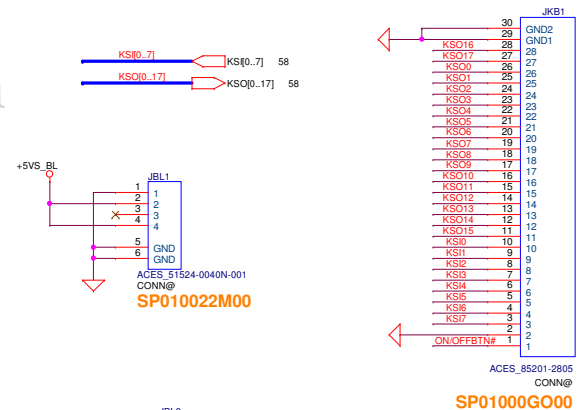 JKB1
30 GND2
29 GND1
KSO16 28 28
KSO17 27 27
KSO0 26 26
KSO1 25 25
KSO2 24 24
KSO3 23 23
KSO4 22 22
KSO5 21 21
KSO6 20 20
KSO7 19 19
KSO8 18 18
KSO9 17 17
KSO10 16 16
KSO11 15 15
KSO12 14 14
KSO13 13 13
KSO14 12 12
KSO15 11 11
KSI0 10 10
KSI1 9 9
KSI2 8 8
KSI3 7 7
KSI4 6 6
KSI5 5 5
KSI6 4 4
KSI7 3 3
2 2
ON/OFFBTN# 1 1
ACES_85201-2805
CONN@
SP01000GO00
KSI[0..7] KSI[0..7] 58
KSO[0..17] KSO[0..17] 58
+5VS_BL
JBL1
1 1
2 2
3 3
4 4
5 GND
6 GND
ACES_51524-0040N-001
CONN@
SP010022M00